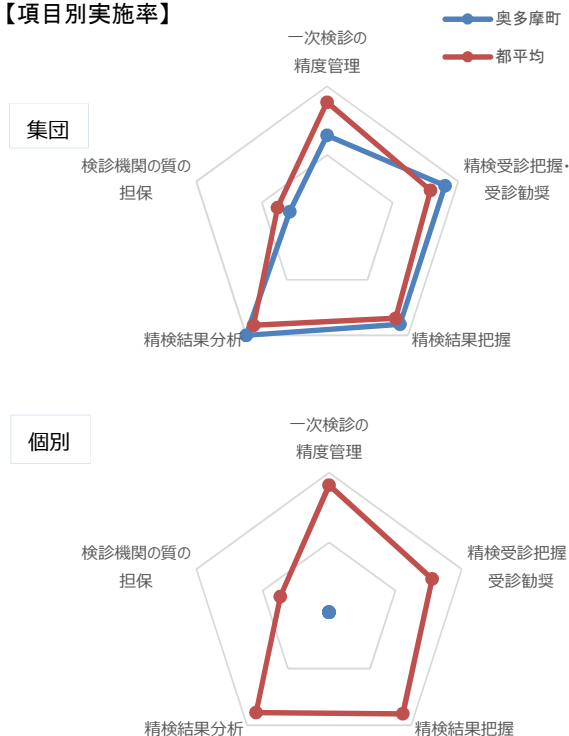 【項目別実施率】
奥多摩町
都平均
集団
一次検診の
精度管理
精検受診把握・
受診勧奨
精検結果把握
精検結果分析
検診機関の質の
担保
個別
一次検診の
精度管理
精検受診把握
受診勧奨
精検結果把握
精検結果分析
検診機関の質の
担保